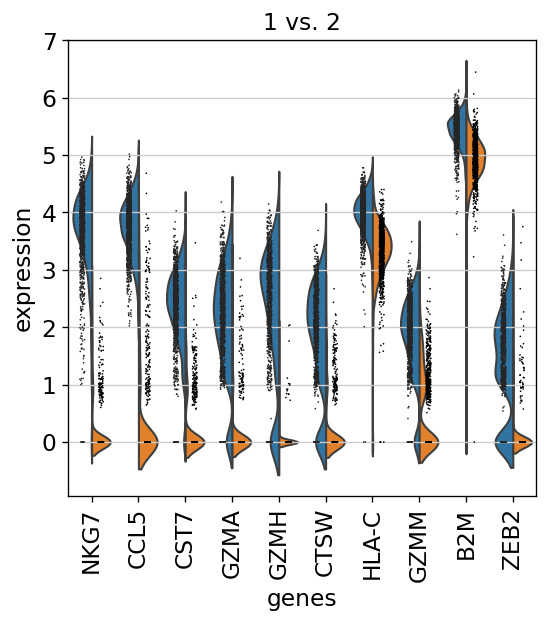 1 vs. 2
7
6
5
4
3
2
1
0
expression
NKG7
CCL5
CST7
GZMA
GZMH
CTSW
HLA-C
GZMM
B2M
ZEB2
genes